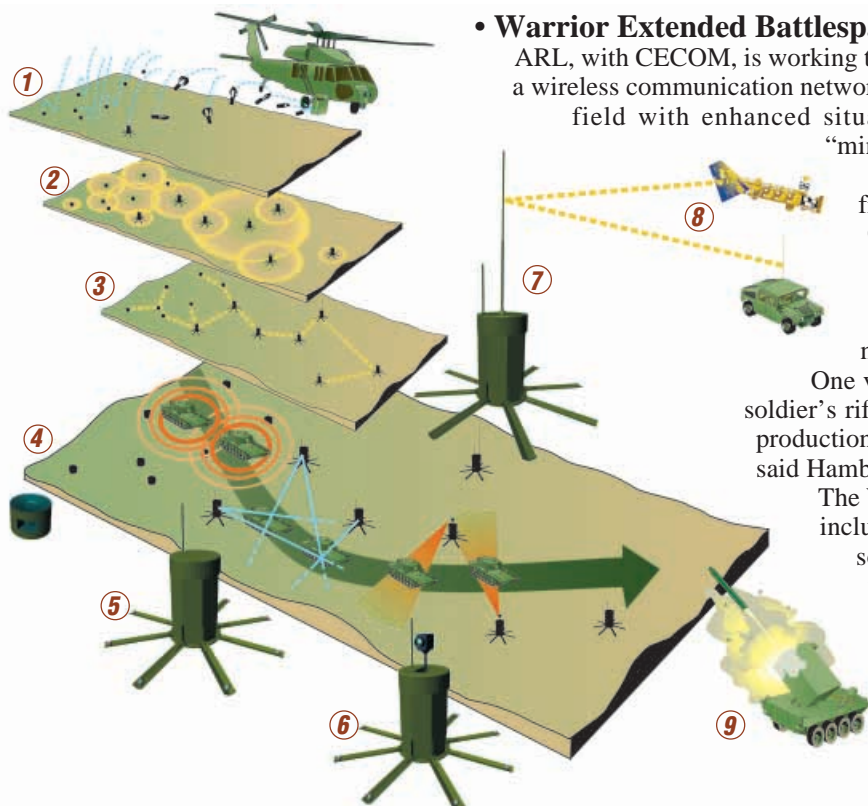 • Warrior Extended Battlesp
ARL, with CECOM, is working t
a wireless communication networ
field with enhanced situa
“mi
f
One v
soldier’s rif
production
said Hamb
The
inclu
s
1
2
3
4
5
6
7
8
9